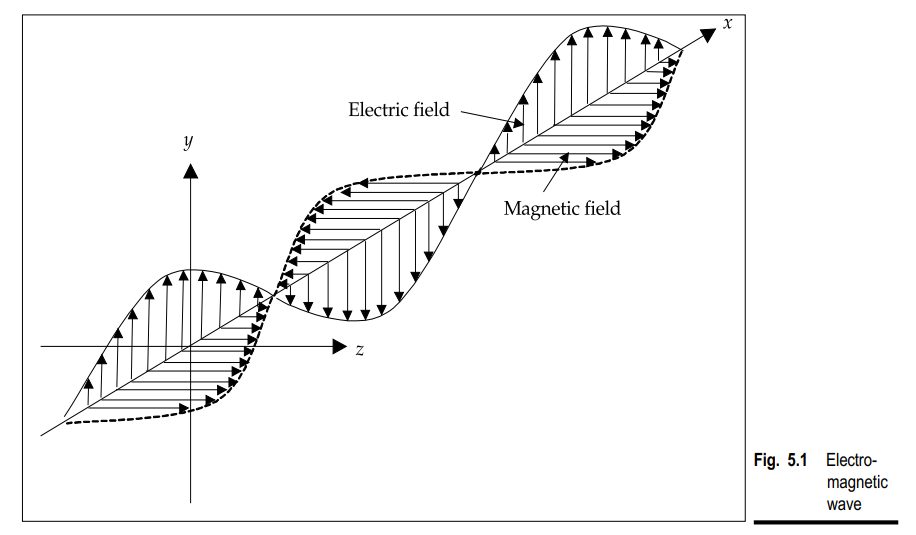 x
Electric field
y
Magnetic field
z
Fig. 5.1 Electro-
magnetic
wave